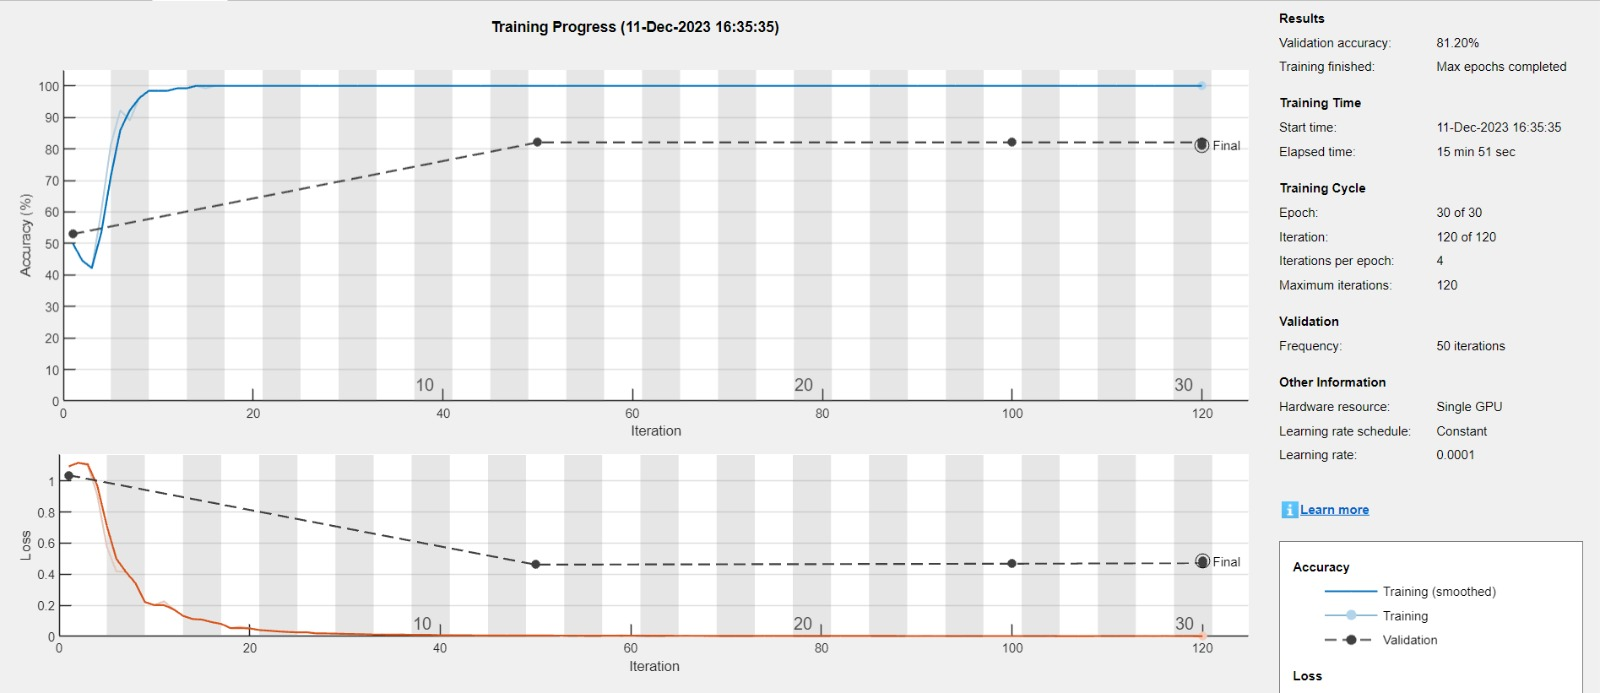 Training Progress (11-Dec-2023 16:35:35)
100
90
80
70
60
50
40
30
20
10
0
Accuracy (%)
Final
10
20
30
0
20
40
60
80
100
120
Iteration
1
0.8
0.6
0.4
0.2
0
Loss
Final
10
20
30
0
20
40
60
80
100
120
Iteration
Results
Validation accuracy: 81.20%
Training finished: Max epochs completed
Training Time
Start time: 11-Dec-2023 16:35:35
Elapsed time: 15 min 51 sec
Training Cycle
Epoch: 30 of 30
Iteration: 120 of 120
Iterations per epoch: 4
Maximum iterations: 120
Validation
Frequency: 50 iterations
Other Information
Hardware resource: Single GPU
Learning rate schedule: Constant
Learning rate: 0.0001
i Learn more
Accuracy
Training (smoothed)
Training
Validation
Loss